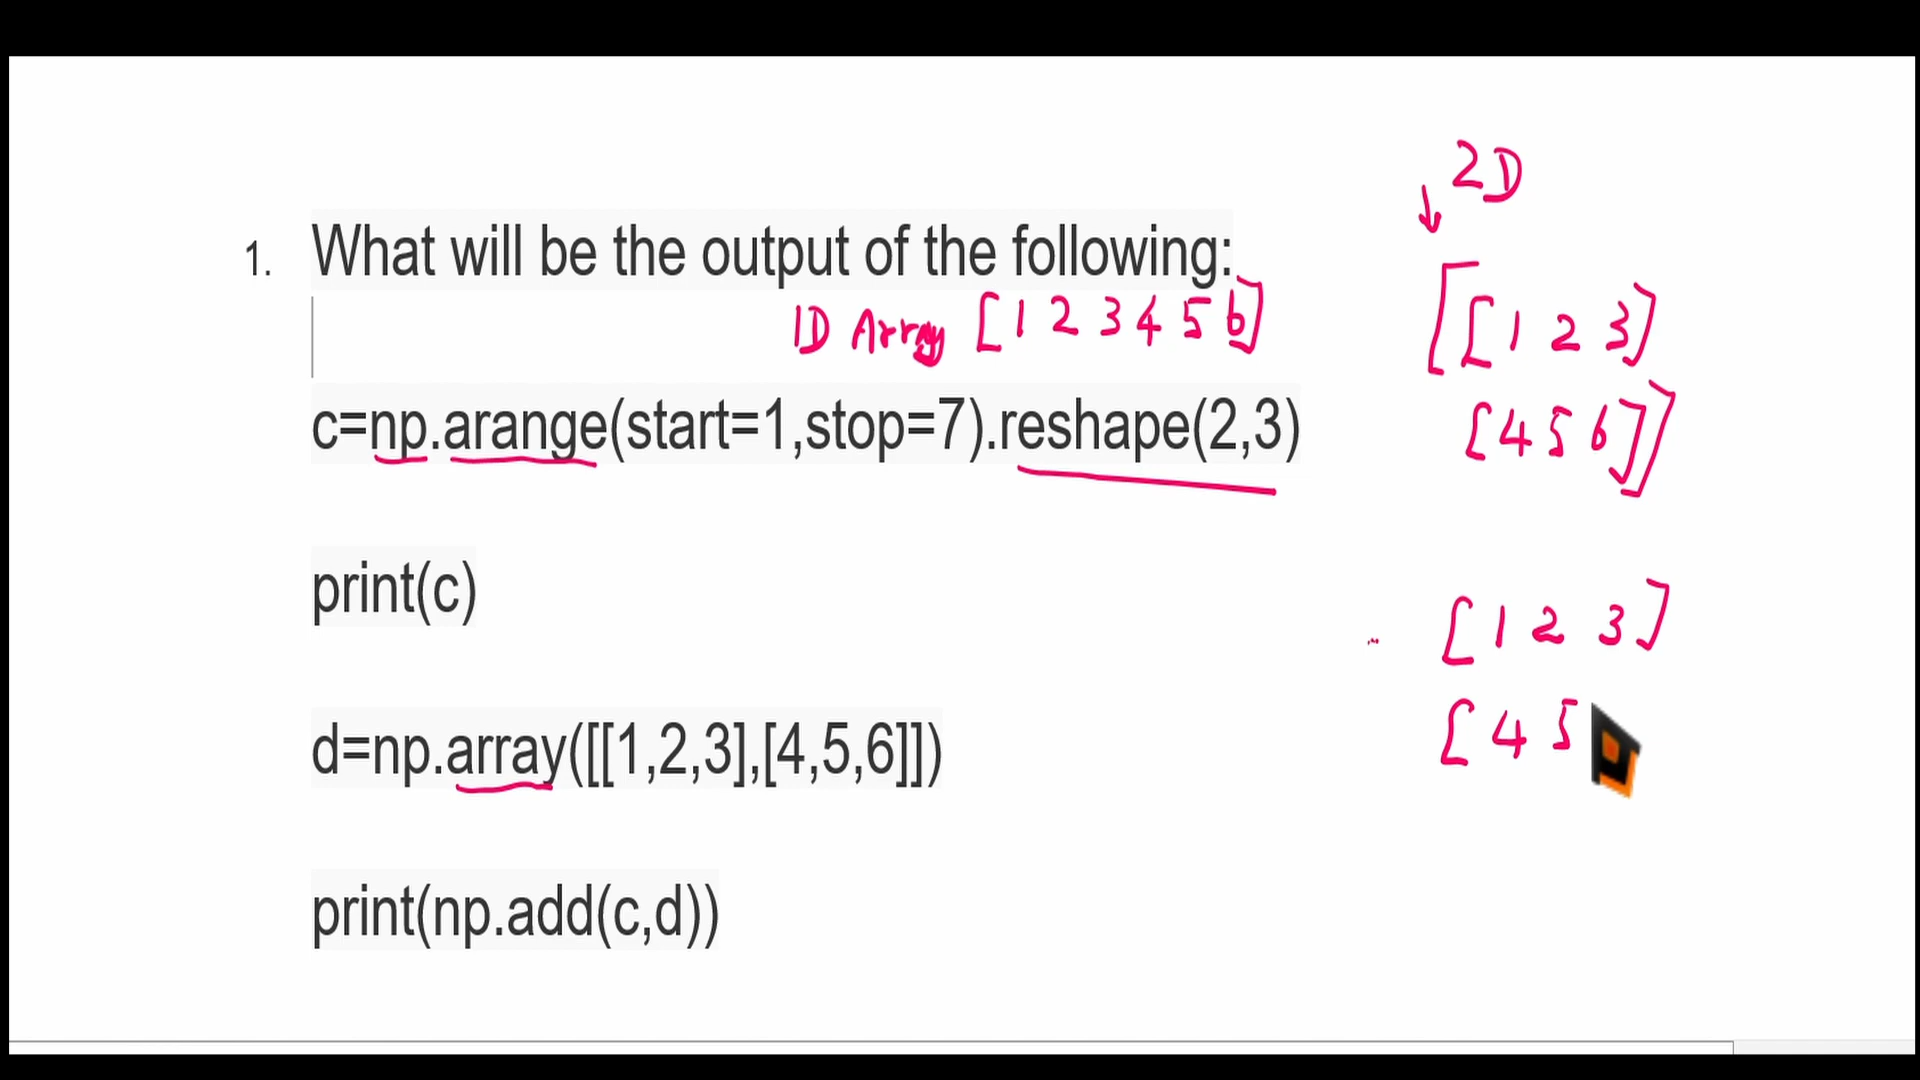 2D
1. What will be the output of the following:
1D Array [1 2 3 4 5 6]
[[1 2 3]
c=np.arange(start=1,stop=7).reshape(2,3)
[4 5 6]]
print(c)
[1 2 3]
d=np.array([[1,2,3],[4,5,6]])
[4 5
print(np.add(c,d))